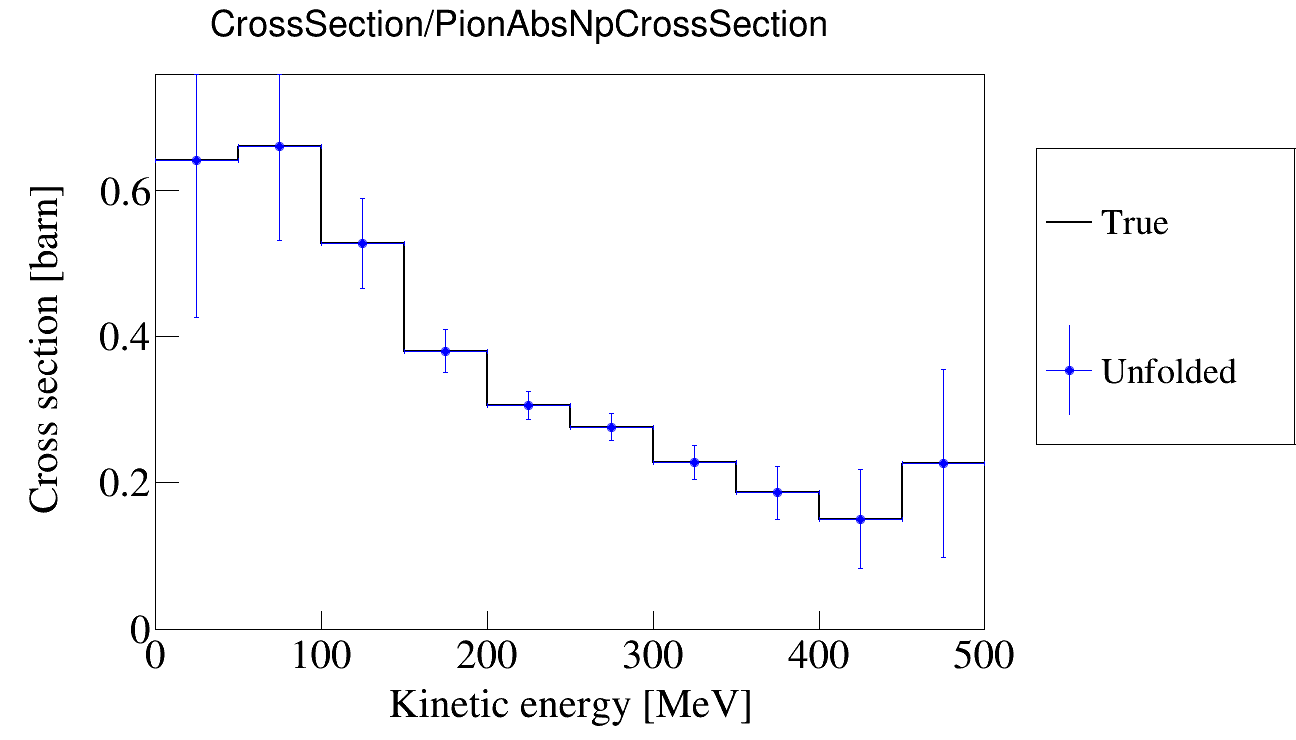 CrossSection/PionAbsNpCrossSection
Cross section [barn]
0.6
0.4
0.2
0
0 100 200 300 400 500
Kinetic energy [MeV]
True
Unfolded